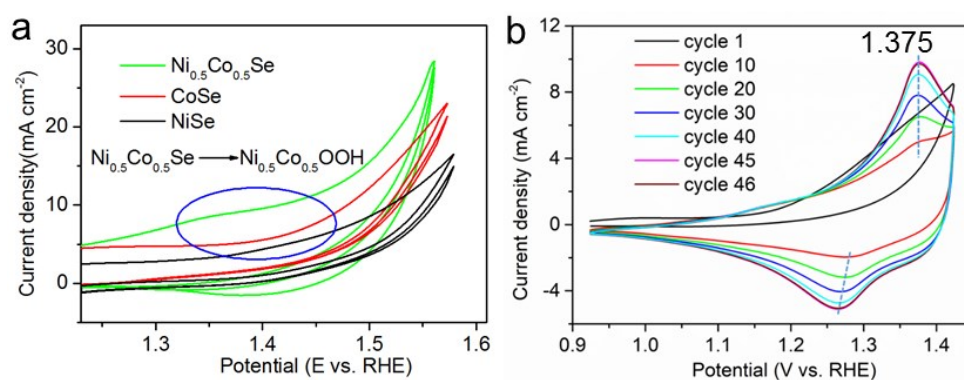 a
Current density(mA cm⁻²)
30
20
10
0
Ni₀.₅Co₀.₅Se
CoSe
NiSe
Ni₀.₅Co₀.₅Se → Ni₀.₅Co₀.₅OOH
1.3 1.4 1.5 1.6
Potential (E vs. RHE)
b
1.375
Current density (mA cm⁻²)
12
8
4
0
-4
cycle 1
cycle 10
cycle 20
cycle 30
cycle 40
cycle 45
cycle 46
0.9 1.0 1.1 1.2 1.3 1.4
Potential (V vs. RHE)